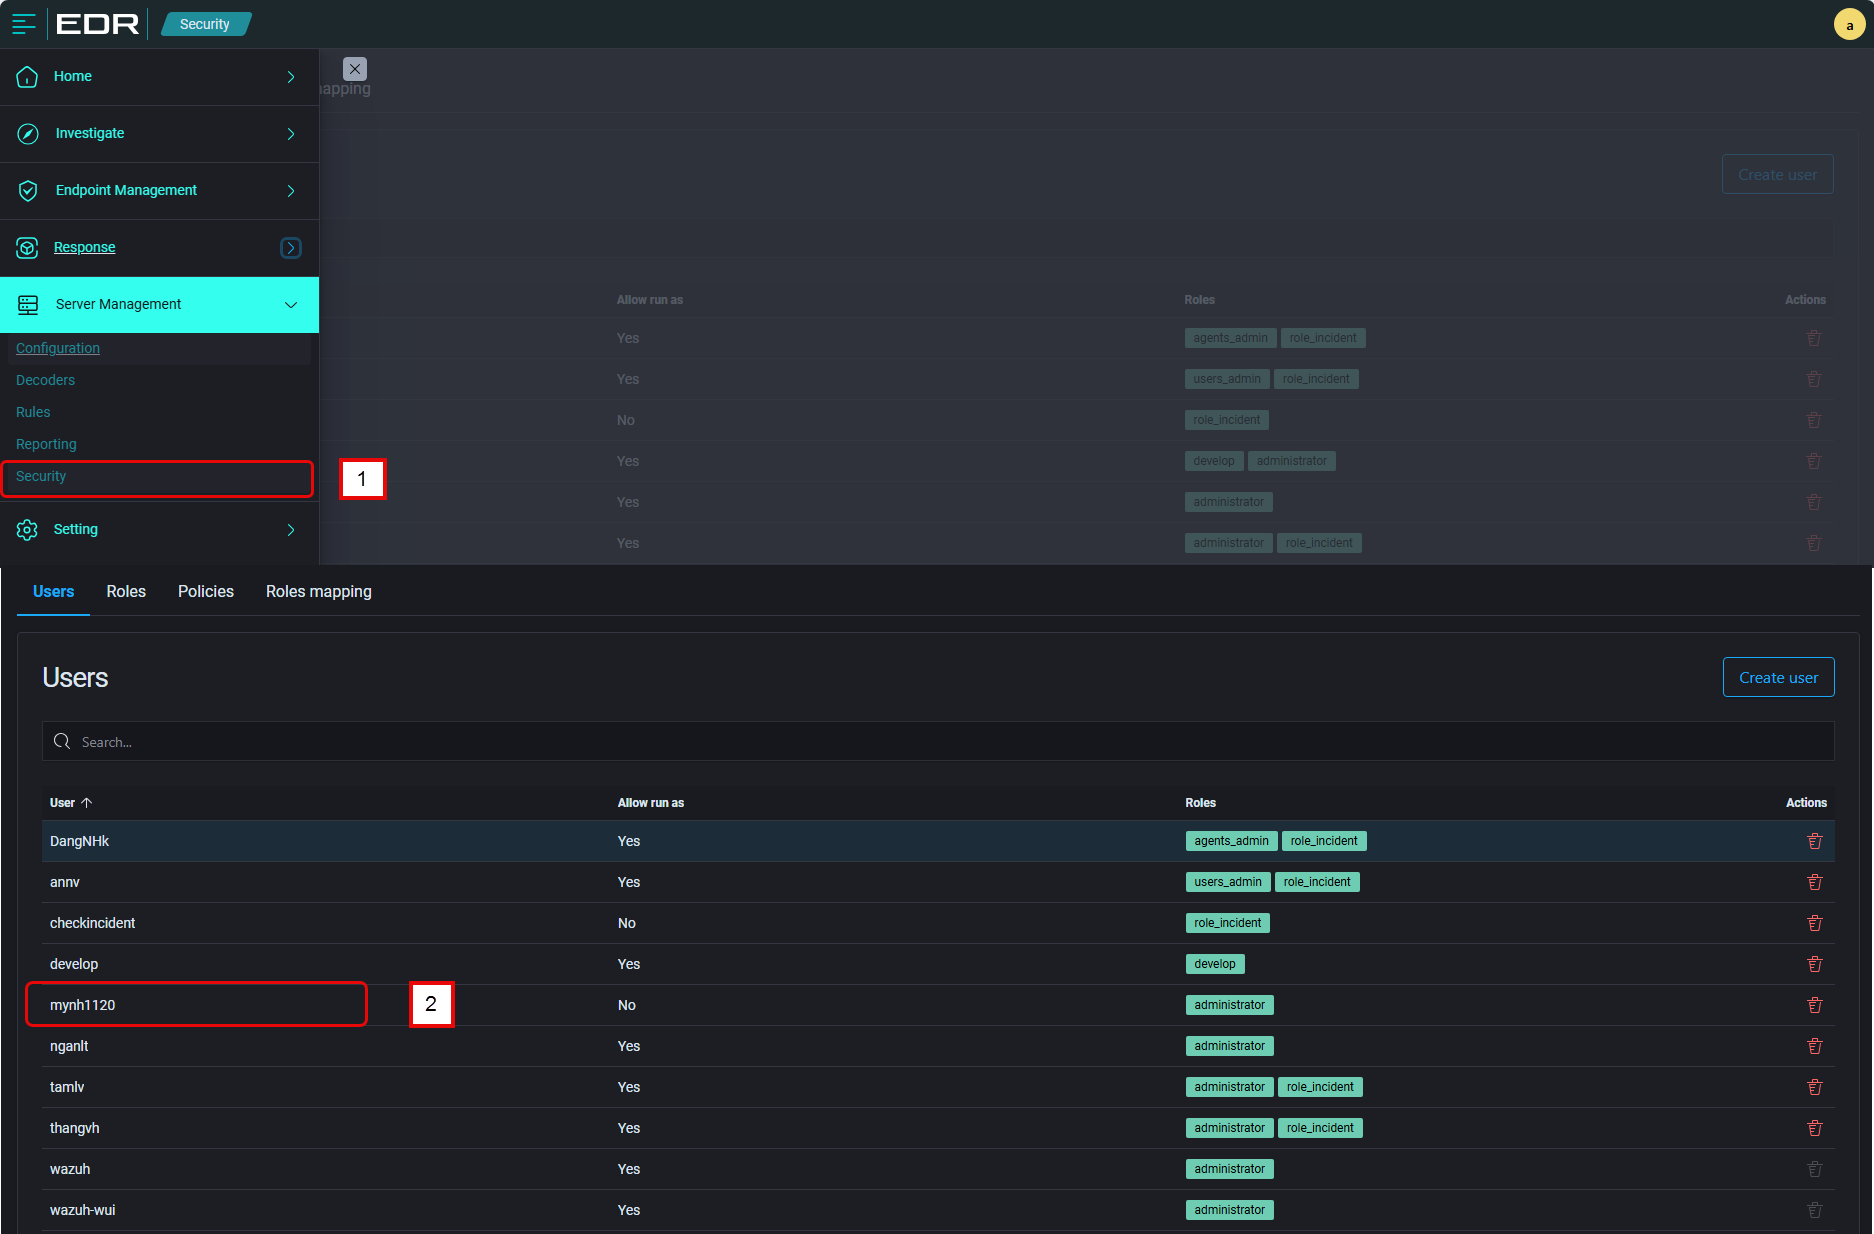 EDR Security a
Home
apping
Investigate
Create user
Endpoint Management
Response
Allow run as Roles Actions
Server Management
Yes agents_admin role_incident
Configuration
Decoders Yes users_admin role_incident
Rules No role_incident
Reporting Yes develop administrator
Security 1
Yes administrator
Setting Yes administrator role_incident
Users Roles Policies Roles mapping
Users Create user
Search...
User Allow run as Roles Actions
DangNHk Yes agents_admin role_incident
annv Yes users_admin role_incident
checkincident No role_incident
develop Yes develop
mynh1120 2 No administrator
nganlt Yes administrator
tamlv Yes administrator role_incident
thangvh Yes administrator role_incident
wazuh Yes administrator
wazuh-wui Yes administrator